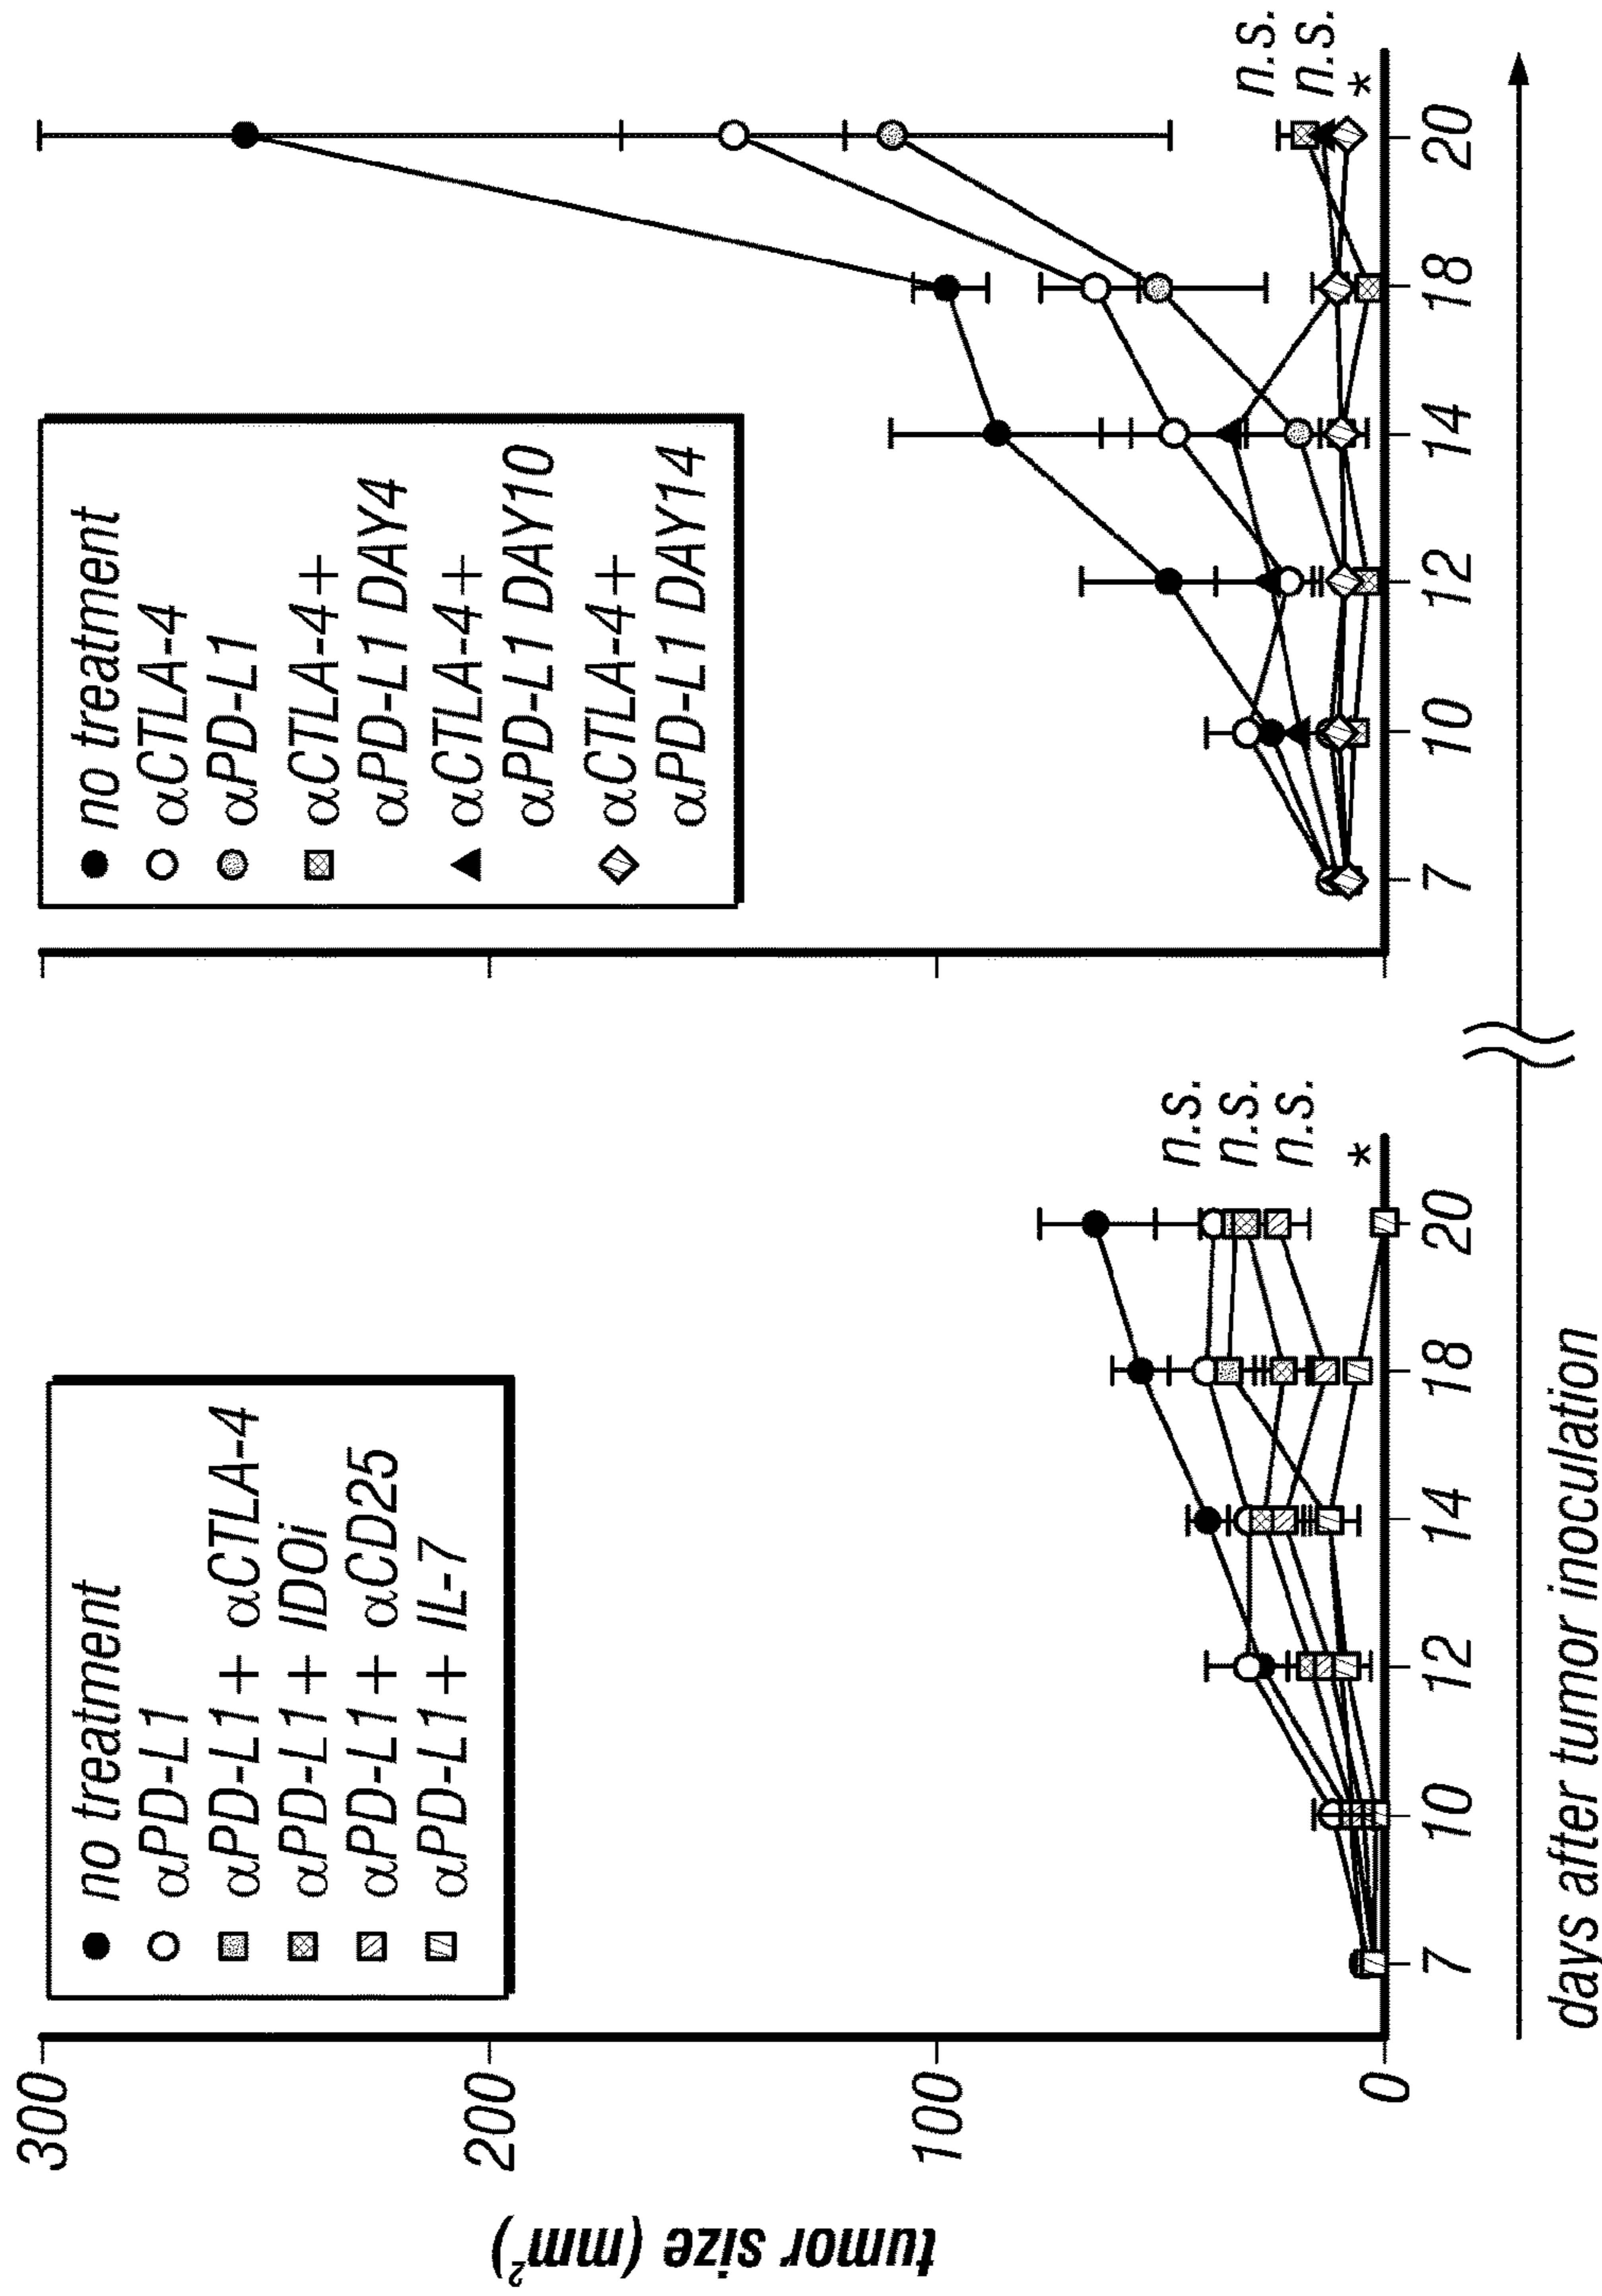 tumor size (mm²)
300
200
100
0
no treatment
αPD-L1
αPD-L1 + αCTLA-4
αPD-L1 + IDOi
αPD-L1 + αCD25
αPD-L1 + IL-7
n.s.
n.s.
n.s.
*
7 10 12 14 18 20
no treatment
αCTLA-4
αPD-L1
αCTLA-4+
αPD-L1 DAY4
αCTLA-4+
αPD-L1 DAY10
αCTLA-4+
αPD-L1 DAY14
n.s.
n.s.
*
7 10 12 14 18 20
days after tumor inoculation